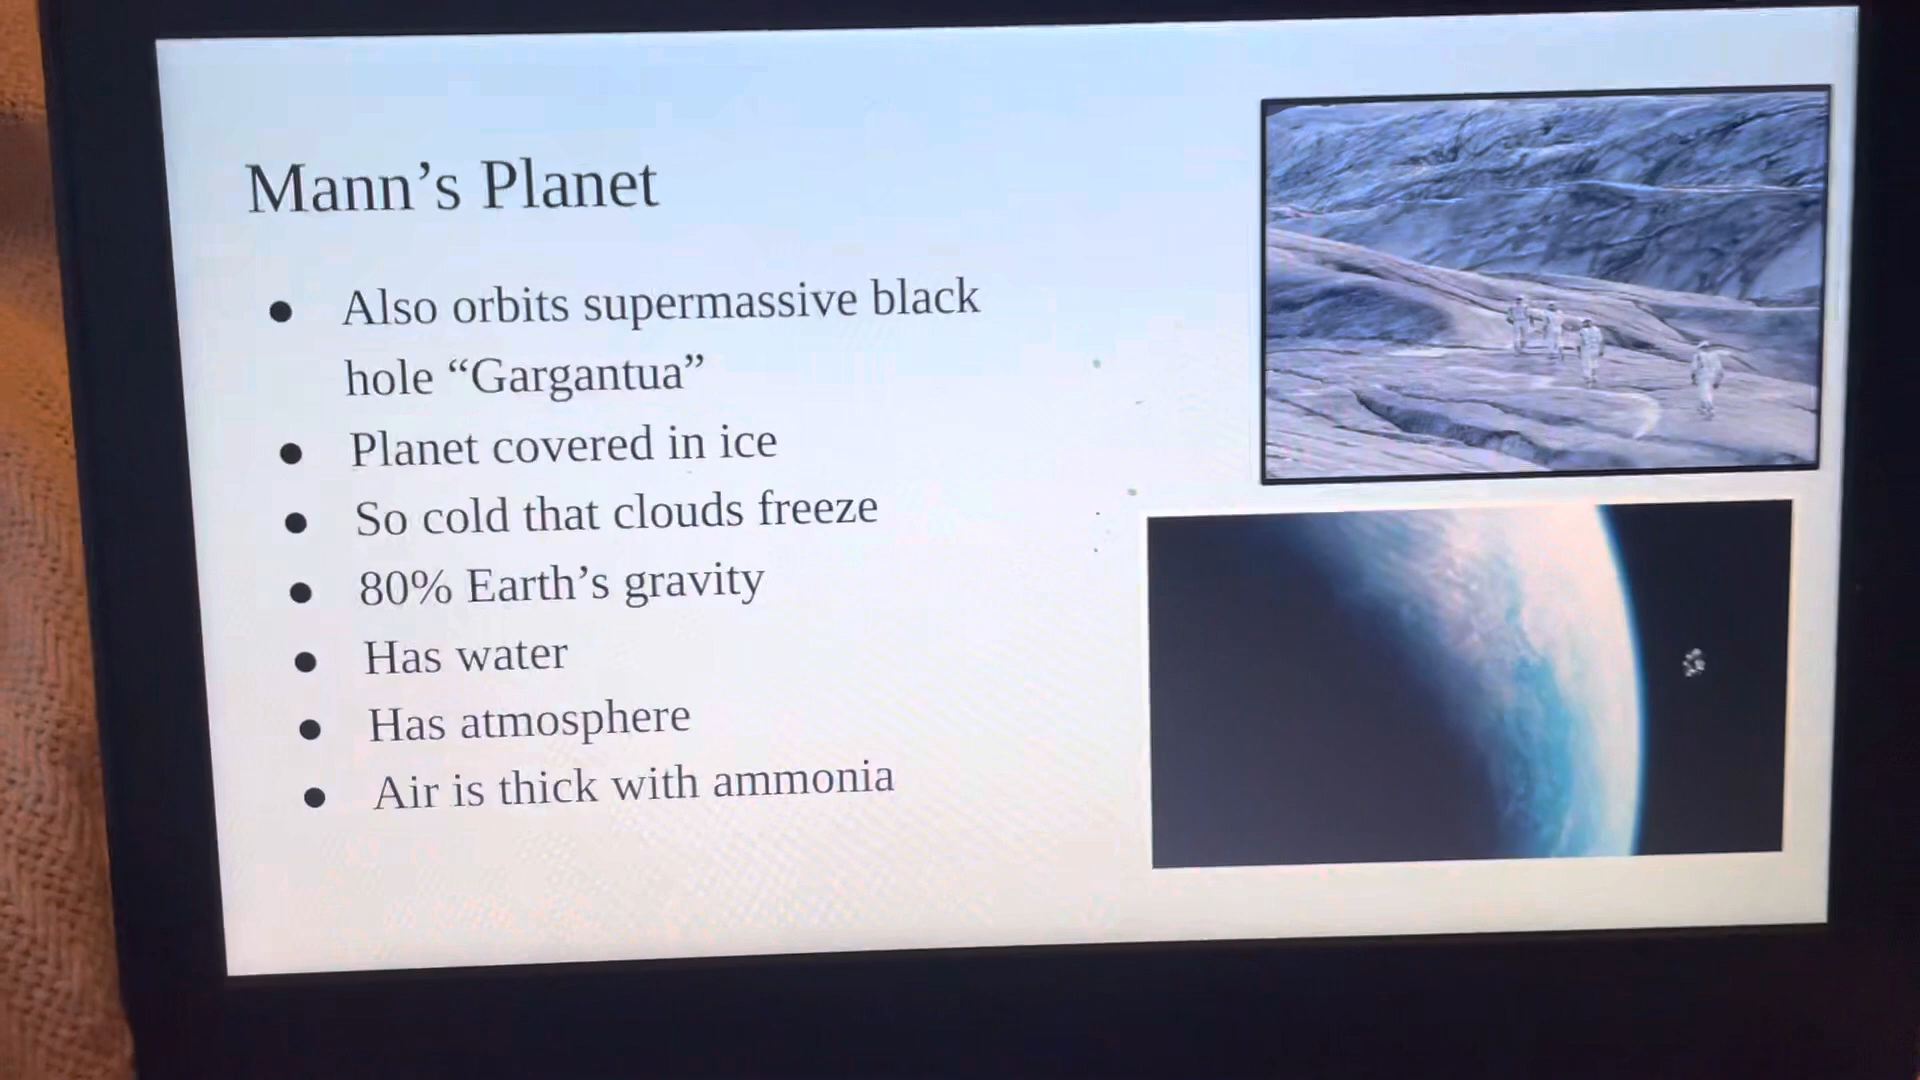 Mann’s Planet
● Also orbits supermassive black
hole “Gargantua”
● Planet covered in ice
● So cold that clouds freeze
● 80% Earth’s gravity
● Has water
● Has atmosphere
● Air is thick with ammonia